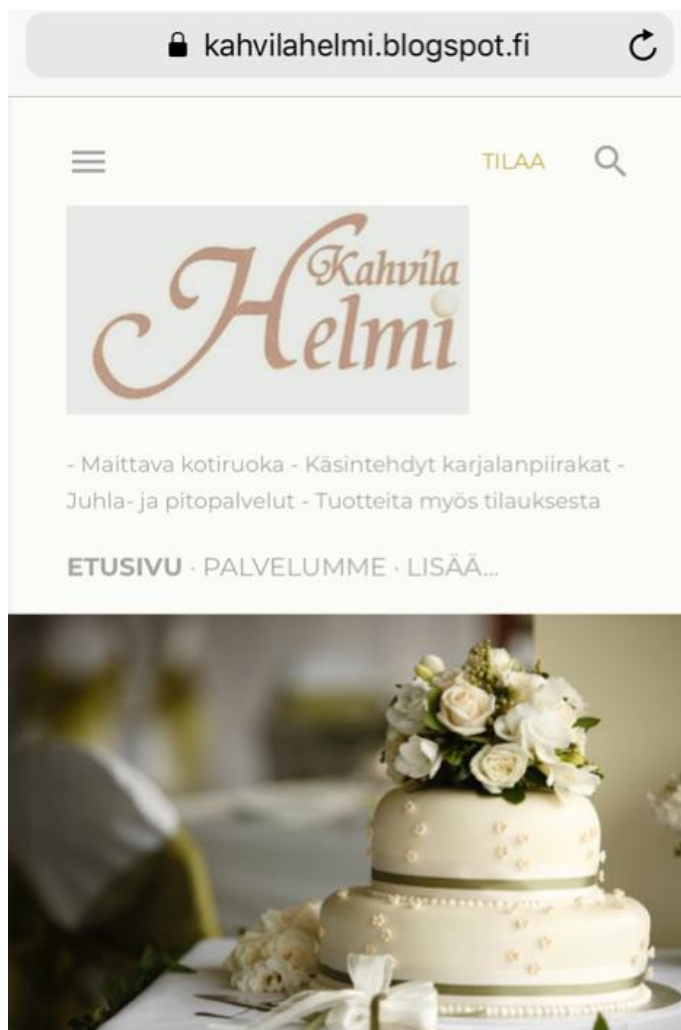 kahvilahelmi.blogspot.fi
TILAA
Kahvila
Helmi
- Maittava kotiruoka - Käsintehdyt karjalanpiirakat -
Juhla- ja pitopalvelut - Tuotteita myös tilauksesta
ETUSIVU · PALVELUMME · LISÄÄ...